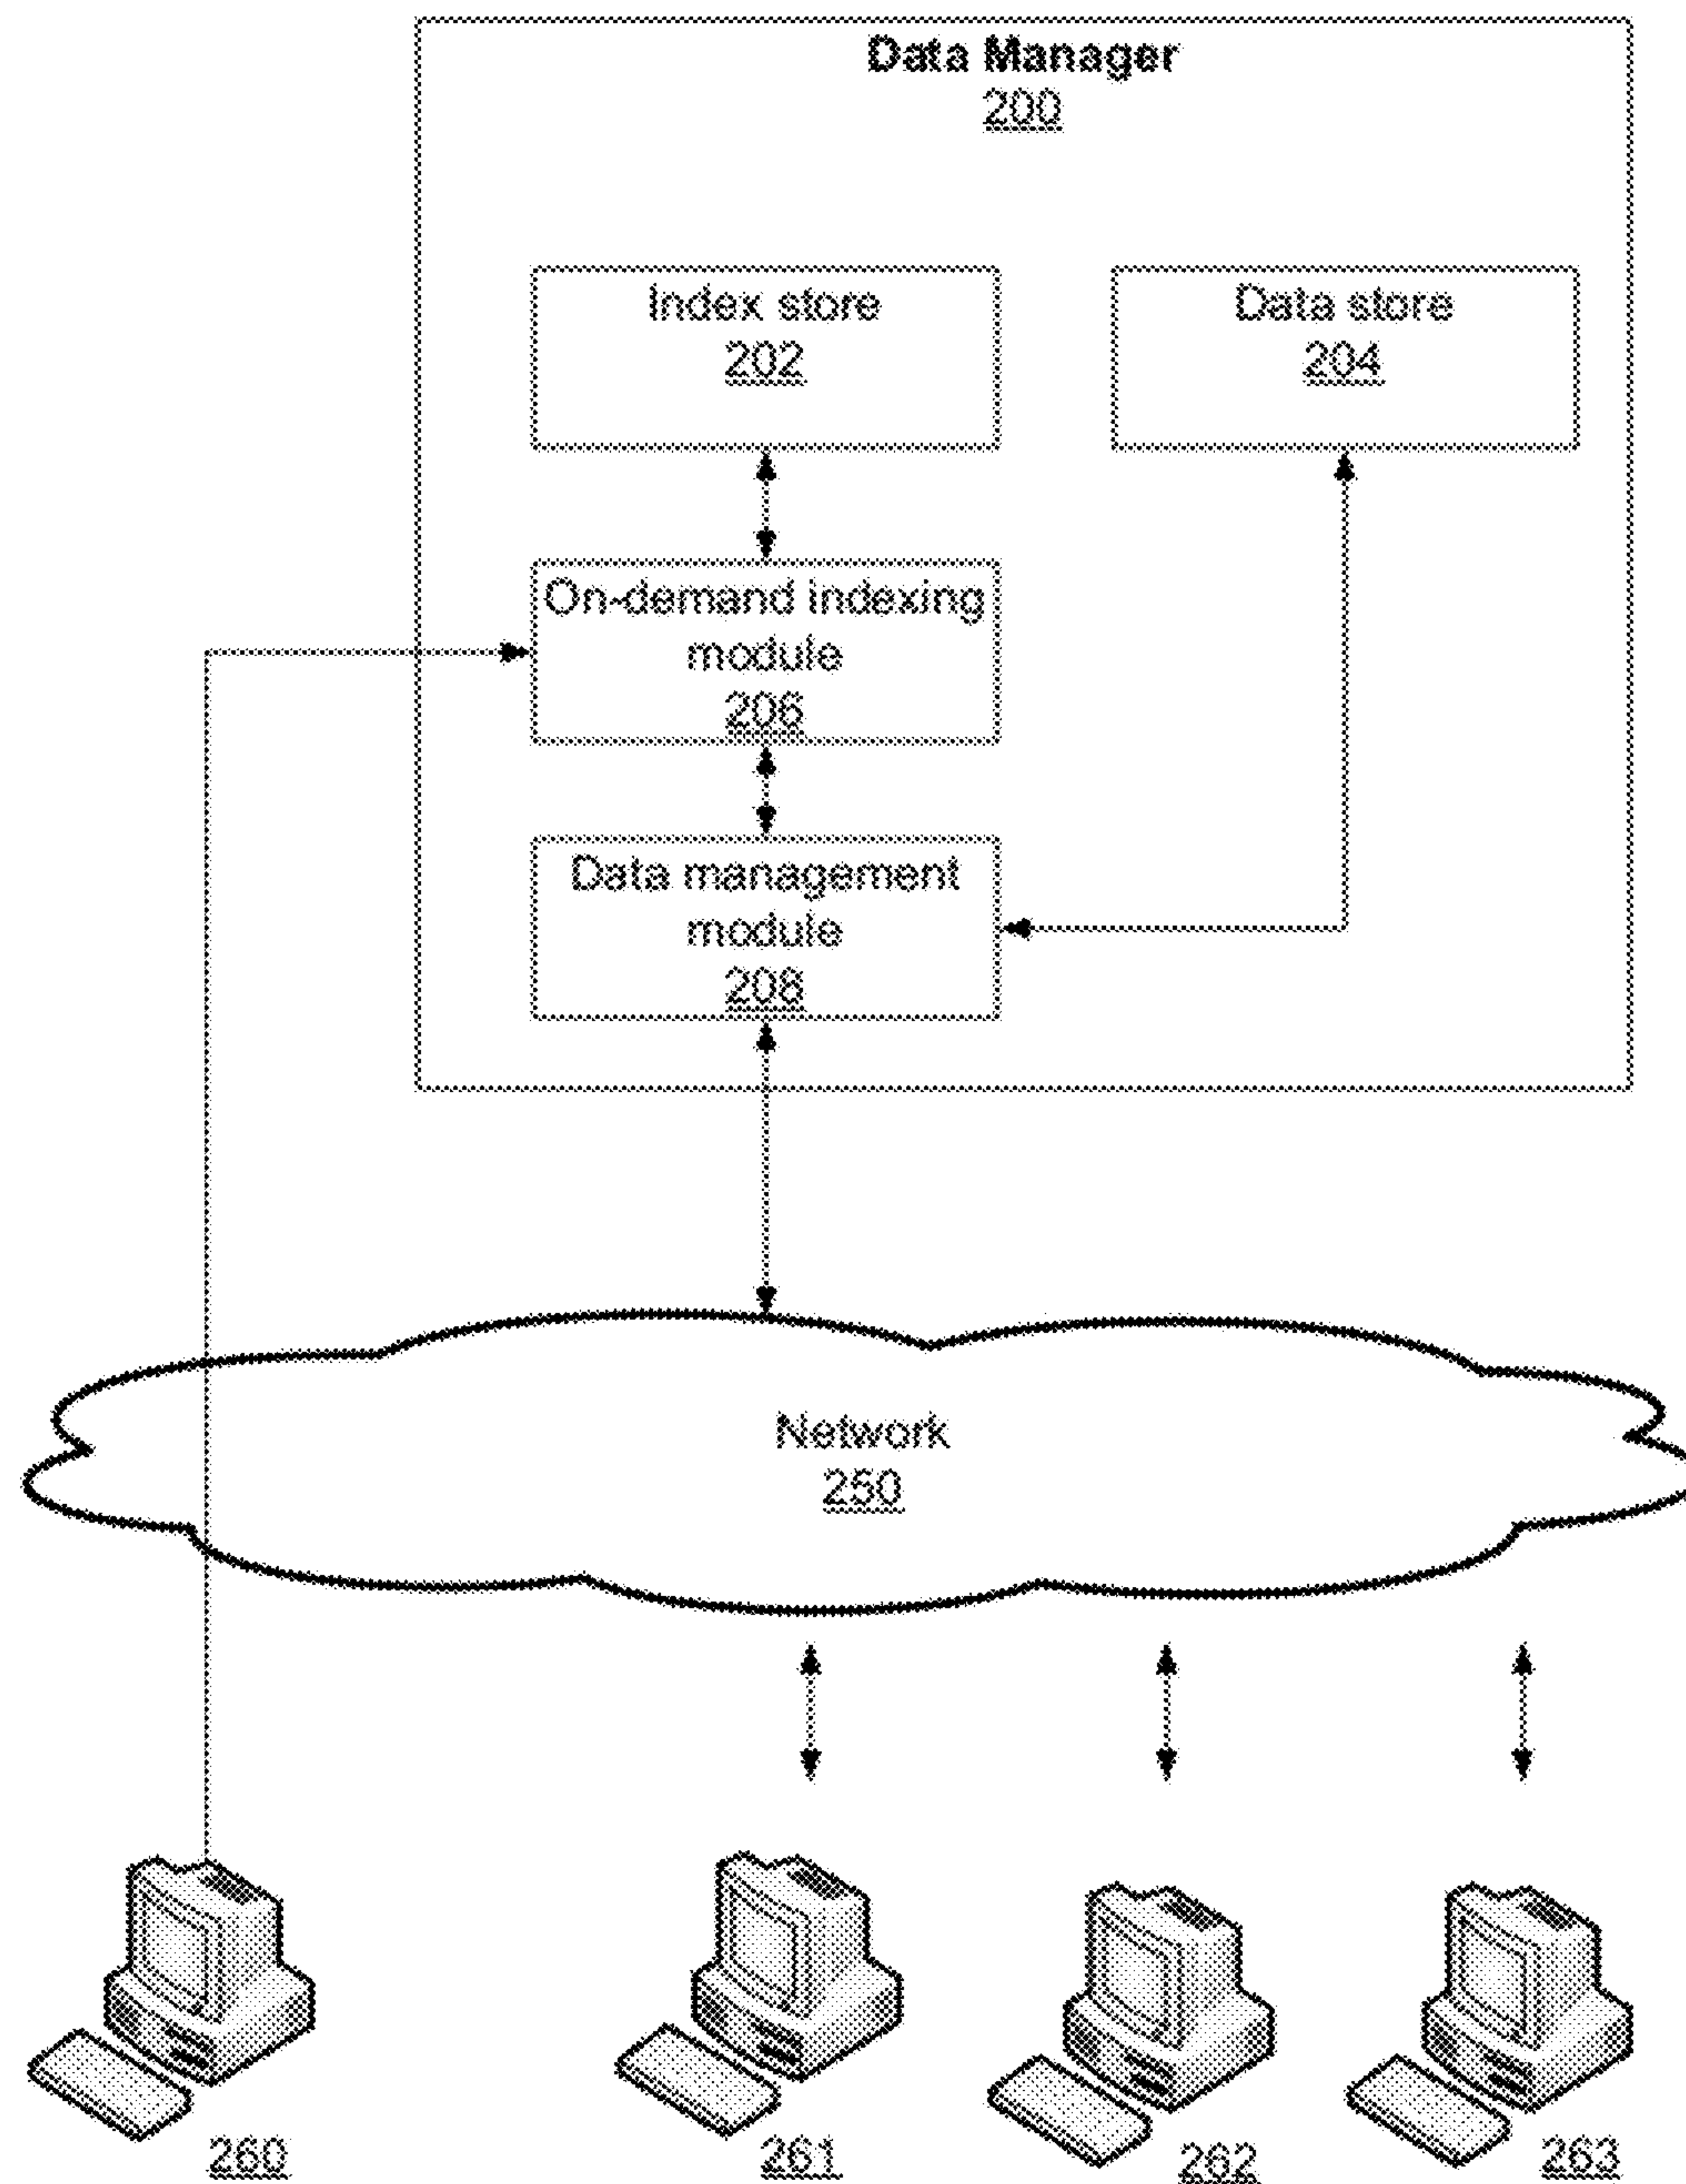 Data Manager
200
Index store
202
Data store
204
On-demand indexing
module
206
Data management
module
208
Network
250
260
261
262
263